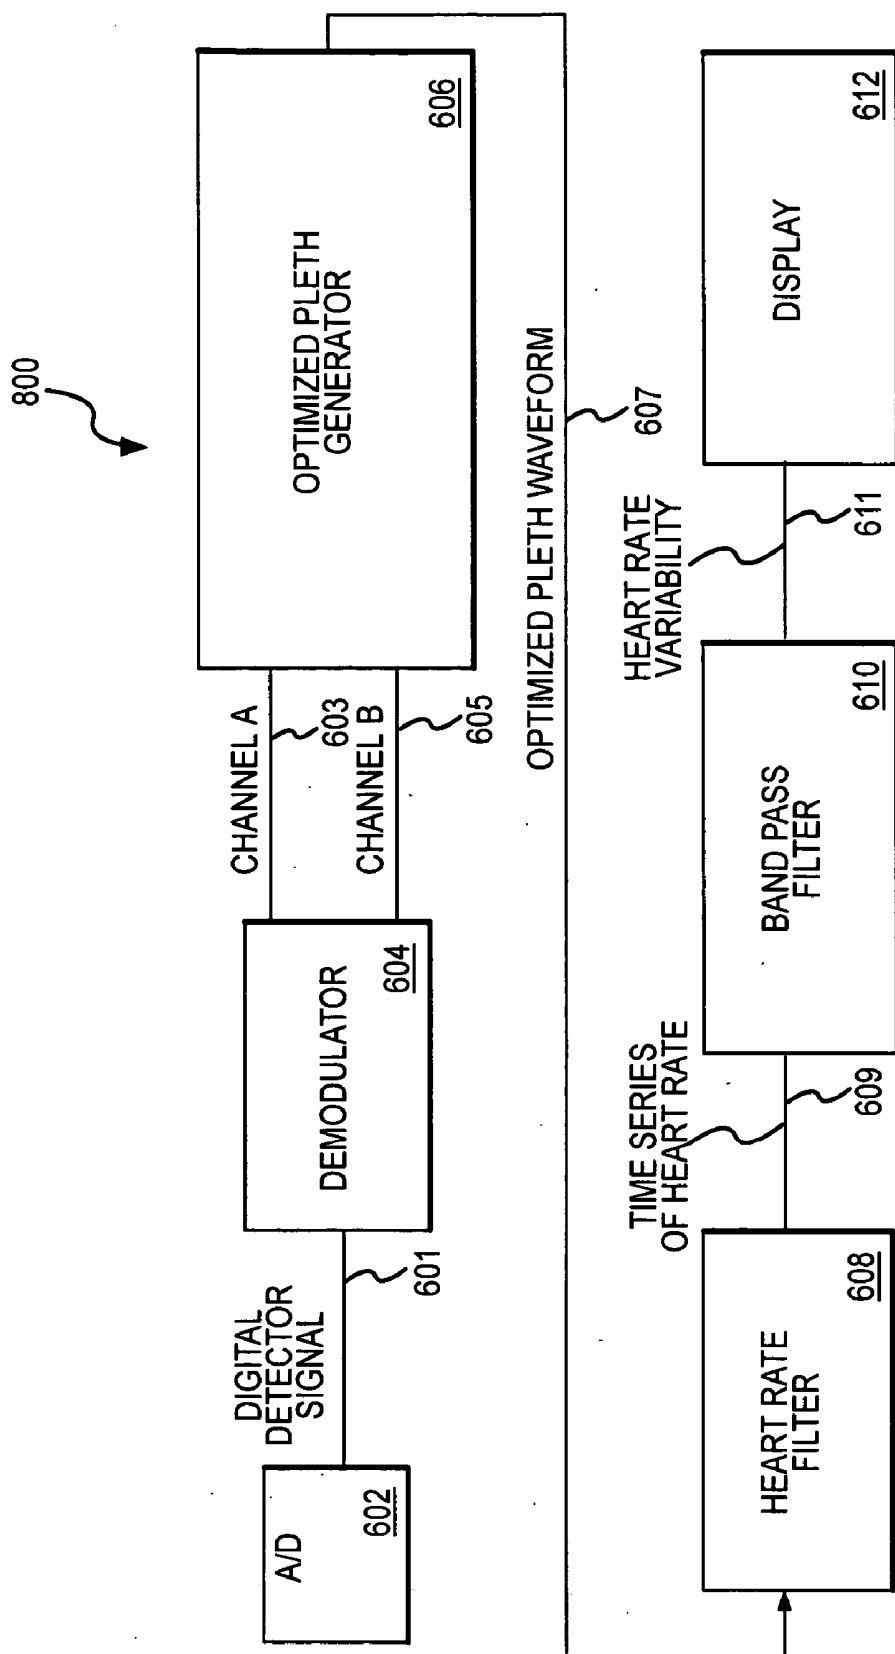 800
A/D
602
DIGITAL
DETECTOR
SIGNAL
601
DEMODULATOR
604
CHANNEL A
603
CHANNEL B
605
OPTIMIZED PLETH
GENERATOR
606
OPTIMIZED PLETH WAVEFORM
607
HEART RATE
FILTER
608
TIME SERIES
OF HEART RATE
609
BAND PASS
FILTER
610
HEART RATE
VARIABILITY
611
DISPLAY
612